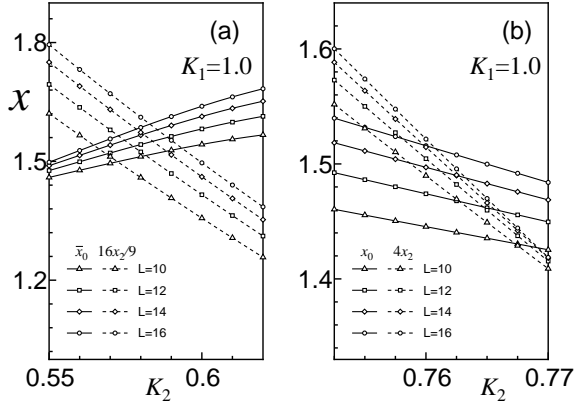 (a)
K₁=1.0
x
1.8
1.5
1.2
x̄₀ 16x₂/9
L=10
L=12
L=14
L=16
0.55
0.6
K₂
(b)
K₁=1.0
1.6
1.5
1.4
x₀ 4x₂
L=10
L=12
L=14
L=16
0.76
0.77
K₂